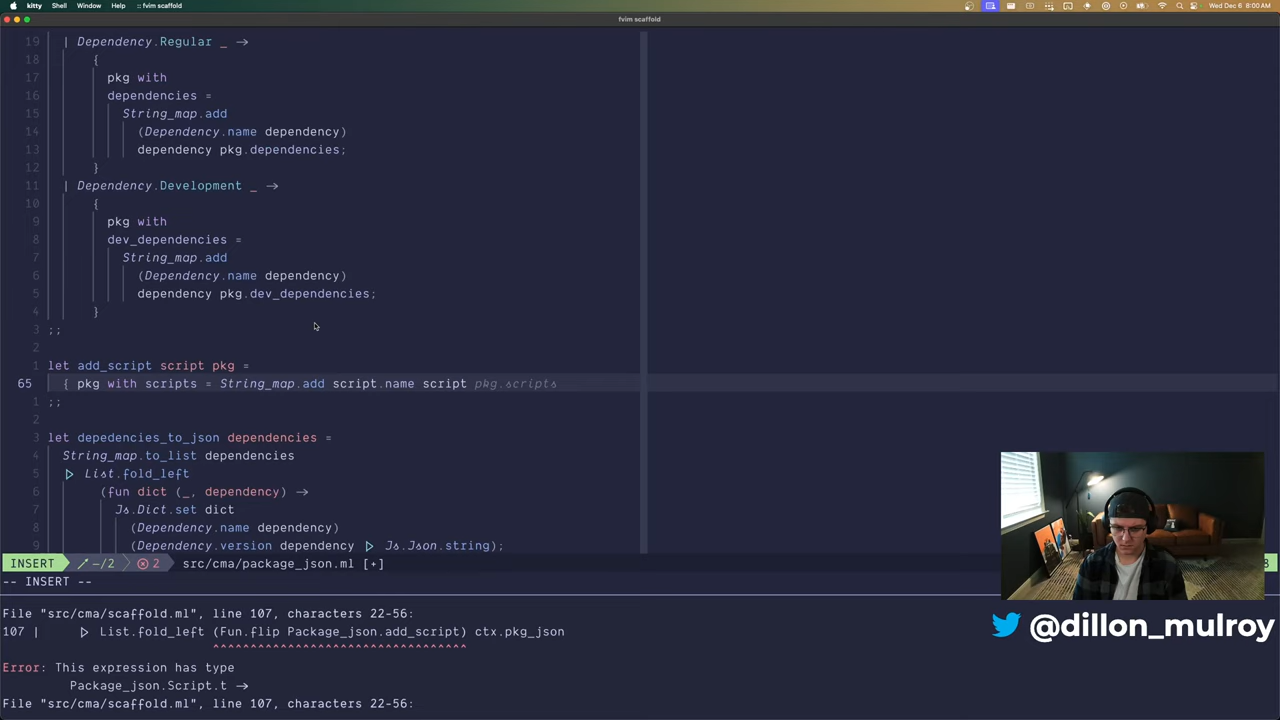 kitty Shell Window Help :: fvim scaffold
Wed Dec 6 8:00 AM
fvim scaffold
19 | Dependency.Regular _ →
18 {
17 pkg with
16 dependencies =
15 String_map.add
14 (Dependency.name dependency)
13 dependency pkg.dependencies;
12 }
11 | Dependency.Development _ →
10 {
9 pkg with
8 dev_dependencies =
7 String_map.add
6 (Dependency.name dependency)
5 dependency pkg.dev_dependencies;
4 }
3 ;;
2
1 let add_script script pkg =
65 { pkg with scripts = String_map.add script.name script pkg.scripts
1 ;;
2
3 let depedencies_to_json dependencies =
4 String_map.to_list dependencies
5 ▷ List.fold_left
6 (fun dict (_, dependency) →
7 Js.Dict.set dict
8 (Dependency.name dependency)
9 (Dependency.version dependency ▷ Js.Json.string);
INSERT –/2 2 src/cma/package_json.ml [+]
-- INSERT --
File "src/cma/scaffold.ml", line 107, characters 22-56:
107 | ▷ List.fold_left (Fun.flip Package_json.add_script) ctx.pkg_json
^^^^^^^^^^^^^^^^^^^^^^^^^^^^^^^^^^
Error: This expression has type
Package_json.Script.t →
File "src/cma/scaffold.ml", line 107, characters 22-56:
@dillon_mulroy